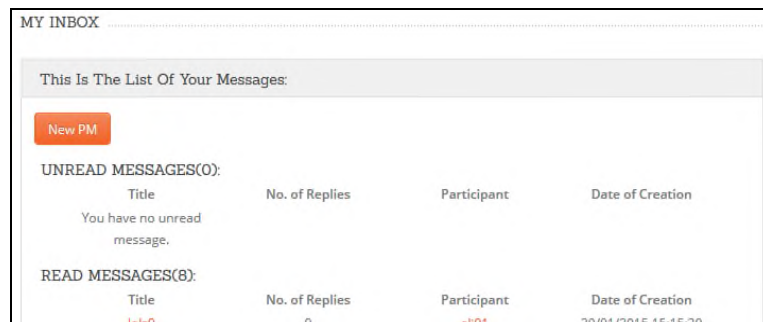 MY INBOX
This Is The List Of Your Messages:
New PM
UNREAD MESSAGES(0):
Title No. of Replies Participant Date of Creation
You have no unread
message.
READ MESSAGES(8):
Title No. of Replies Participant Date of Creation